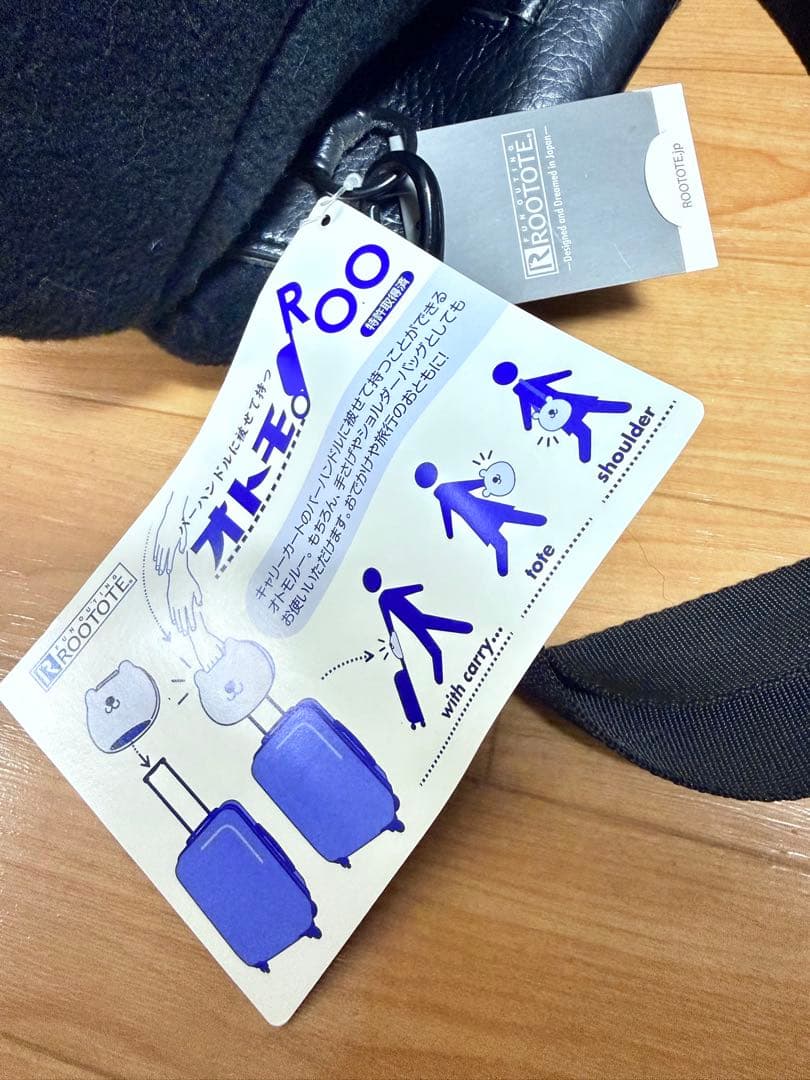 FUN OUTING
ROOTOTE®
—Designed and Dreamed in Japan—
ROOTOTE.jp
バーハンドルに被せて持つ
オトモ。ROO
特許取得済
キャリーカートのバーハンドルに被せて持つことができる
オトモルー。もちろん、手さげやショルダーバッグとしても
お使いいただけます。おでかけや旅行のおともに!
FUN OUTING
ROOTOTE®
with carry...
tote
shoulder